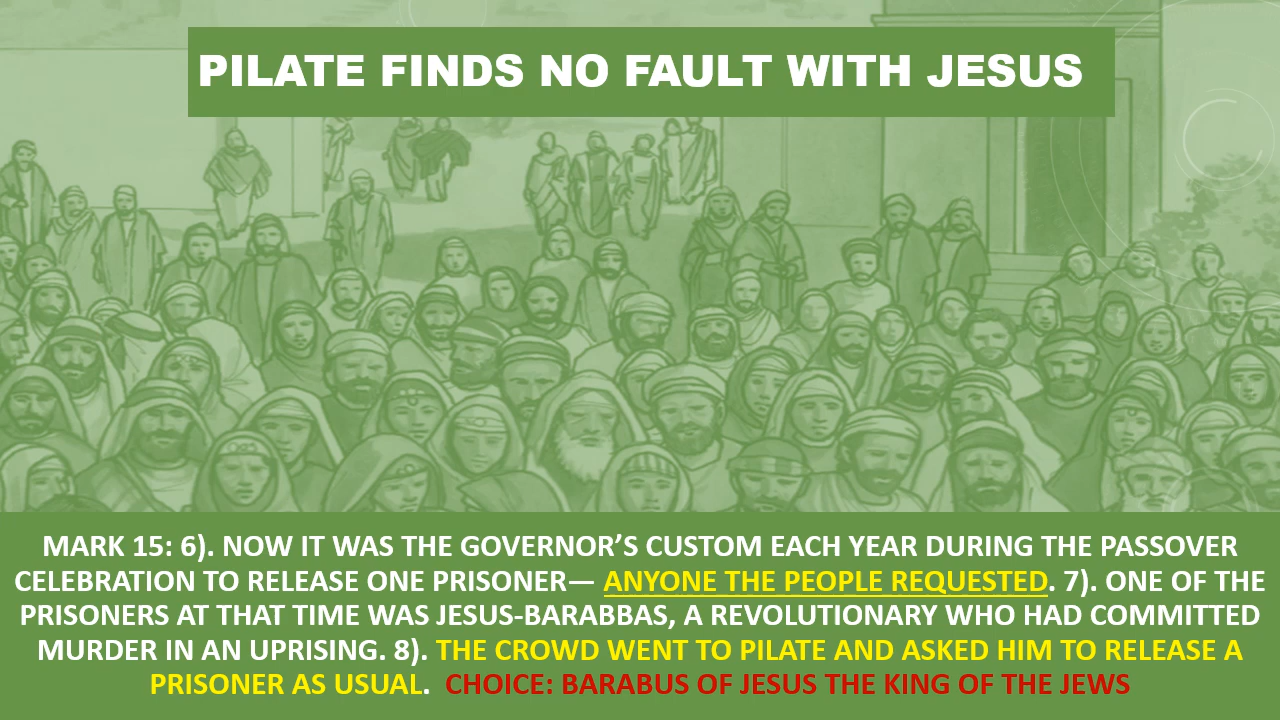 PILATE FINDS NO FAULT WITH JESUS
MARK 15: 6). NOW IT WAS THE GOVERNOR’S CUSTOM EACH YEAR DURING THE PASSOVER
CELEBRATION TO RELEASE ONE PRISONER— ANYONE THE PEOPLE REQUESTED. 7). ONE OF THE
PRISONERS AT THAT TIME WAS JESUS-BARABBAS, A REVOLUTIONARY WHO HAD COMMITTED
MURDER IN AN UPRISING. 8). THE CROWD WENT TO PILATE AND ASKED HIM TO RELEASE A
PRISONER AS USUAL. CHOICE: BARABUS OF JESUS THE KING OF THE JEWS